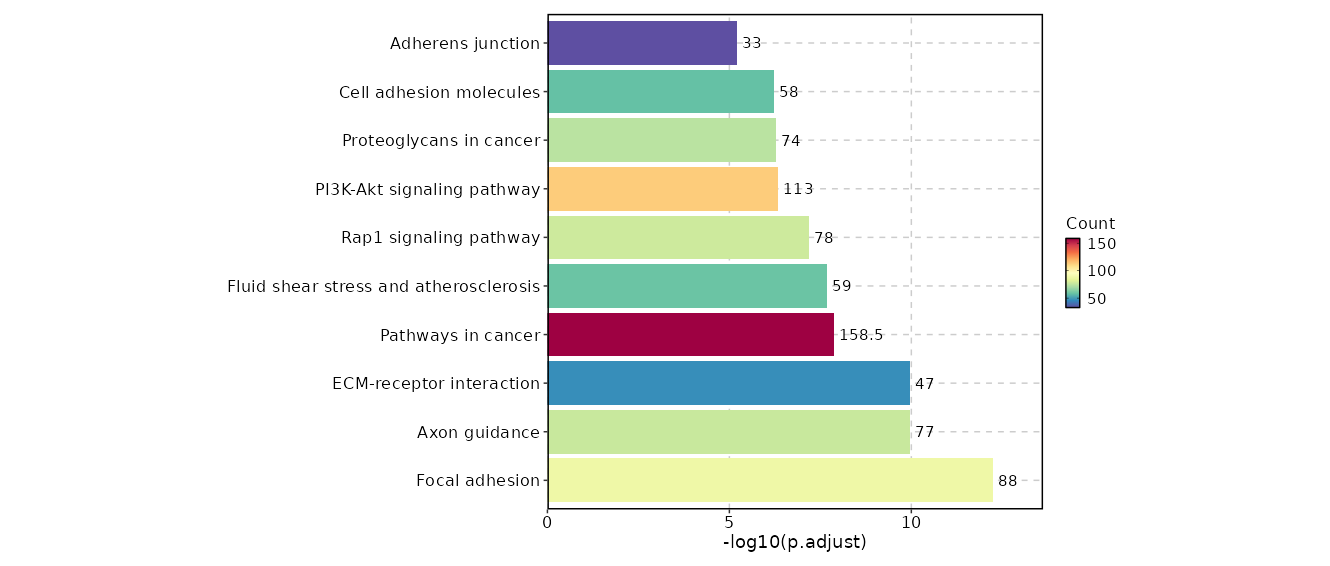 Adherens junction 33
Cell adhesion molecules 58
Proteoglycans in cancer 74
PI3K-Akt signaling pathway 113
Rap1 signaling pathway 78
Fluid shear stress and atherosclerosis 59
Pathways in cancer 158.5
ECM-receptor interaction 47
Axon guidance 77
Focal adhesion 88
0 5 10
-log10(p.adjust)
Count
150
100
50